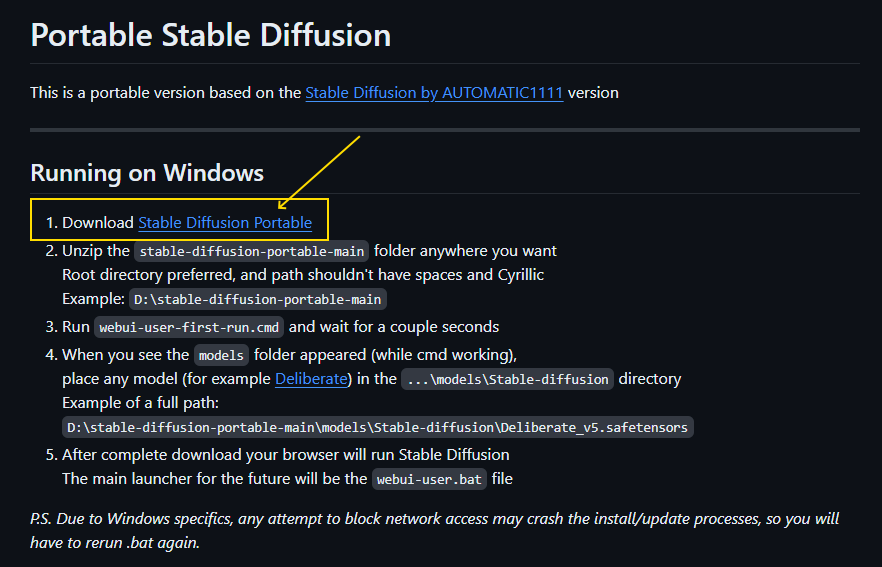 Portable Stable Diffusion
This is a portable version based on the Stable Diffusion by AUTOMATIC1111 version
Running on Windows
1. Download Stable Diffusion Portable
2. Unzip the stable-diffusion-portable-main folder anywhere you want
Root directory preferred, and path shouldn't have spaces and Cyrillic
Example: D:\stable-diffusion-portable-main
3. Run webui-user-first-run.cmd and wait for a couple seconds
4. When you see the models folder appeared (while cmd working),
place any model (for example Deliberate) in the ...\models\Stable-diffusion directory
Example of a full path:
D:\stable-diffusion-portable-main\models\Stable-diffusion\Deliberate_v5.safetensors
5. After complete download your browser will run Stable Diffusion
The main launcher for the future will be the webui-user.bat file
P.S. Due to Windows specifics, any attempt to block network access may crash the install/update processes, so you will
have to rerun .bat again.